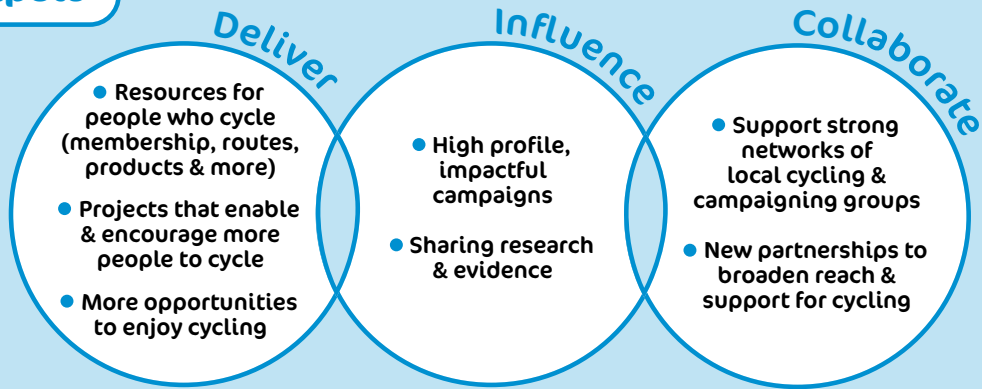 Deliver
Influence
Collaborate
● Resources for
people who cycle
(membership, routes,
products & more)
● Projects that enable
& encourage more
people to cycle
● More opportunities
to enjoy cycling
● High profile,
impactful
campaigns
● Sharing research
& evidence
● Support strong
networks of
local cycling &
campaigning groups
● New partnerships to
broaden reach &
support for cycling